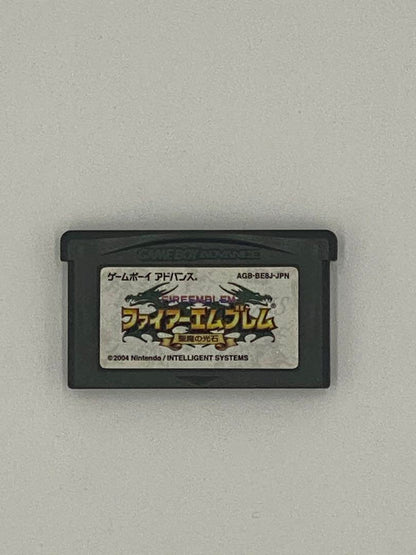 GAME BOY ADVANCE
ゲームボーイ アドバンス® AGB-BE8J-JPN
FIRE EMBLEM
ファイアーエムブレム®
聖魔の光石
©2004 Nintendo / INTELLIGENT SYSTEMS